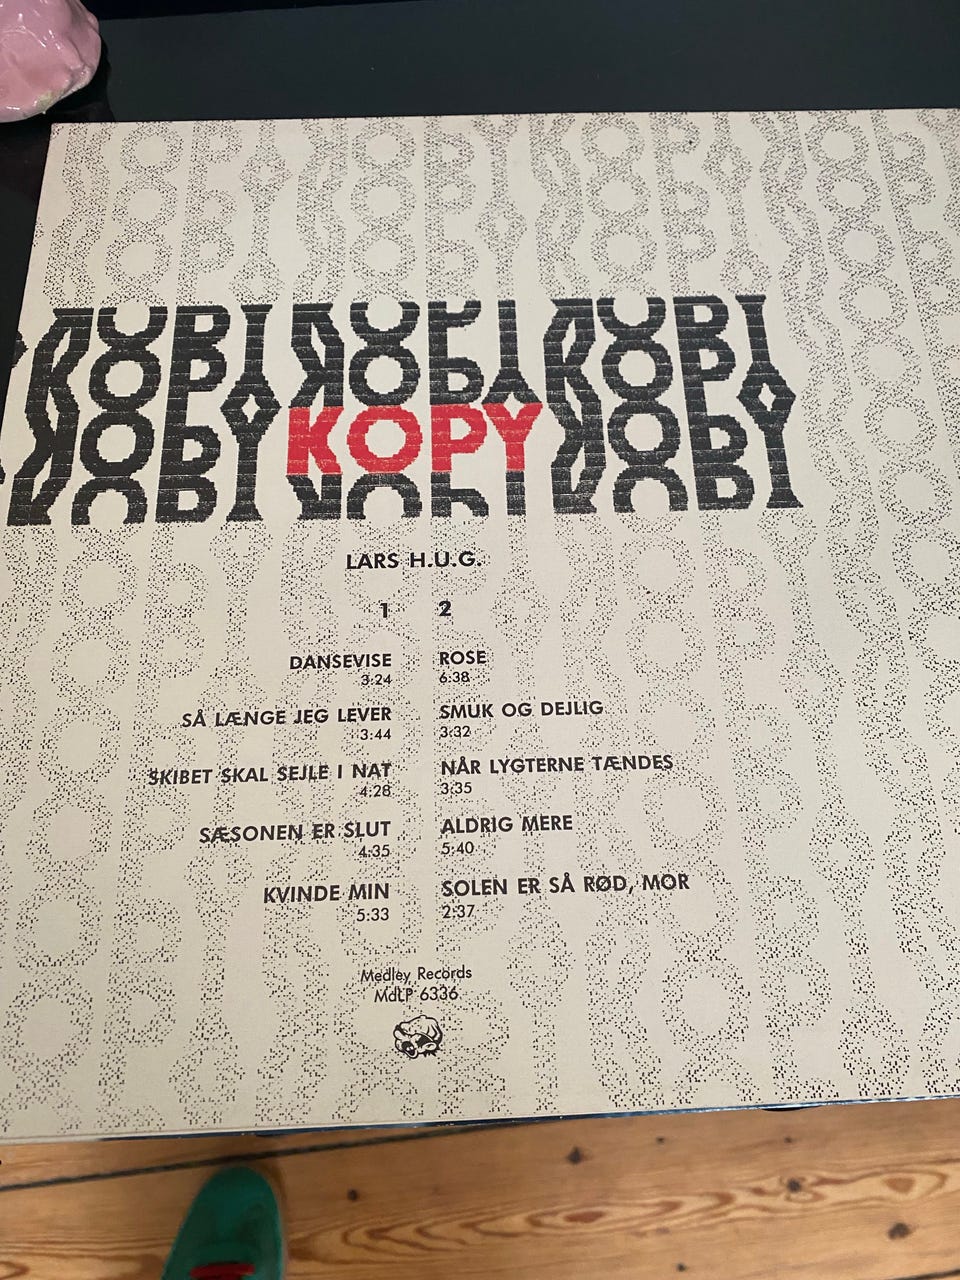 KOPY
LARS H.U.G.
1 2
DANSEVISE
3:24
SÅ LÆNGE JEG LEVER
3:44
SKIBET SKAL SEJLE I NAT
4:28
SÆSONEN ER SLUT
4:35
KVINDE MIN
5:33
ROSE
6:38
SMUK OG DEJLIG
3:32
NÅR LYGTERNE TÆNDES
3:35
ALDRIG MERE
5:40
SOLEN ER SÅ RØD, MOR
2:37
Medley Records
MdLP 6336